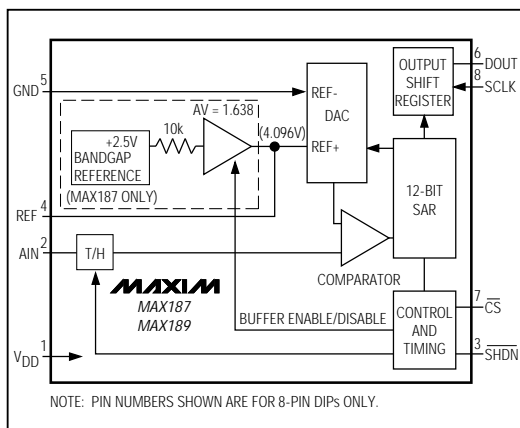 6
OUTPUT
SHIFT
REGISTER
DOUT
8
SCLK
GND
5
REF-
DAC
REF+
AV = 1.638
(4.096V)
10k
+2.5V
BANDGAP
REFERENCE
(MAX187 ONLY)
12-BIT
SAR
REF
4
AIN
2
T/H
MAXIM
MAX187
MAX189
COMPARATOR
BUFFER ENABLE/DISABLE
CONTROL
AND
TIMING
7
CS
3
SHDN
VDD
1
NOTE: PIN NUMBERS SHOWN ARE FOR 8-PIN DIPs ONLY.